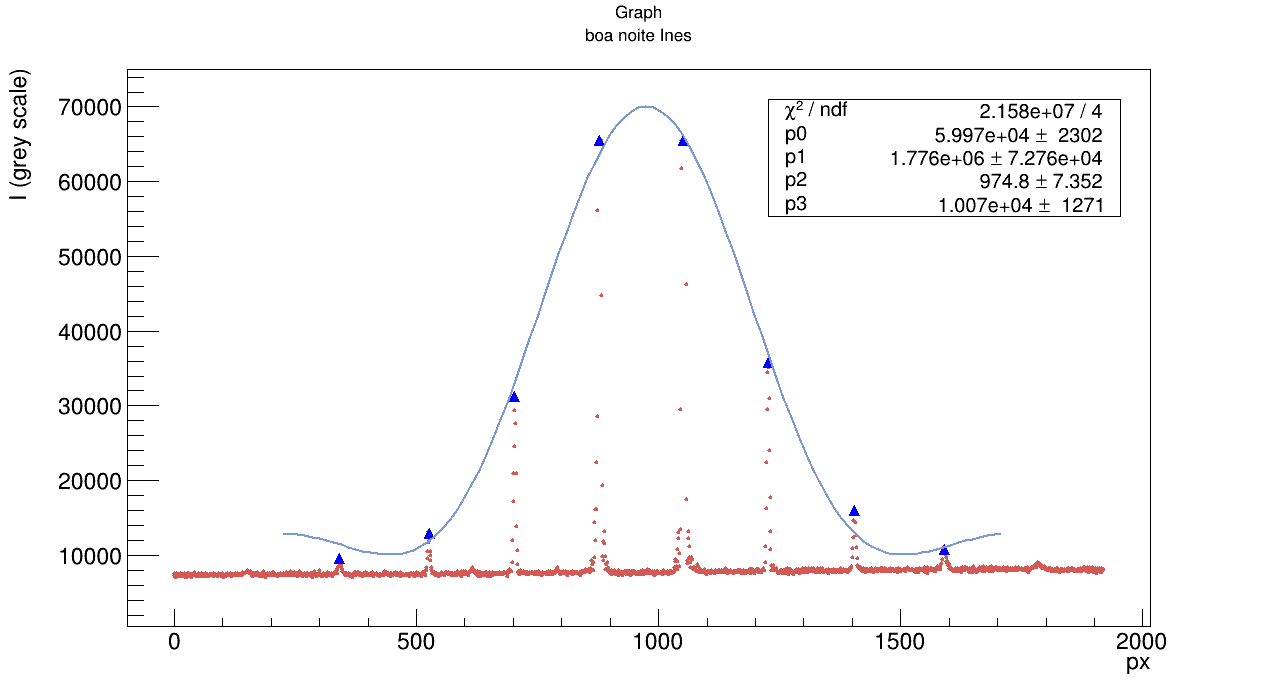 Graph
boa noite Ines
I (grey scale)
70000
60000
50000
40000
30000
20000
10000
χ² / ndf 2.158e+07 / 4
p0 5.997e+04 ± 2302
p1 1.776e+06 ± 7.276e+04
p2 974.8 ± 7.352
p3 1.007e+04 ± 1271
0 500 1000 1500 2000
px